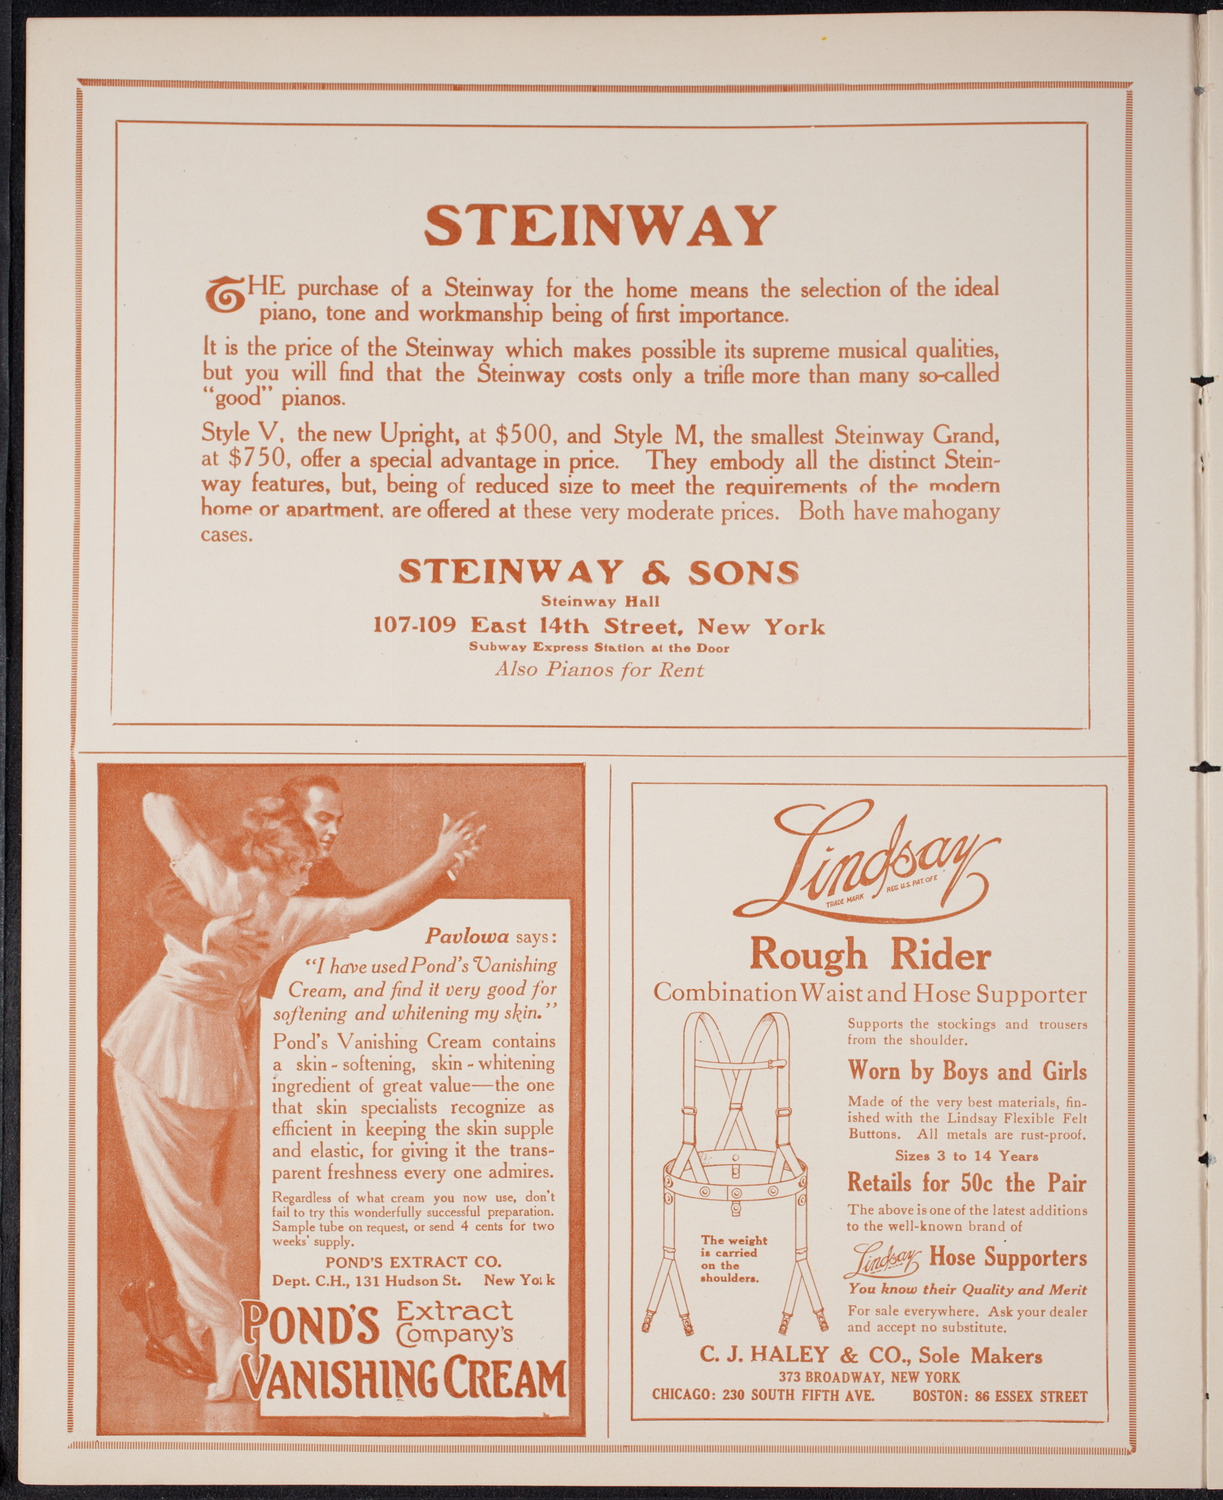 STEINWAY
THE purchase of a Steinway for the home means the selection of the ideal
piano, tone and workmanship being of first importance.
It is the price of the Steinway which makes possible its supreme musical qualities,
but you will find that the Steinway costs only a trifle more than many so-called
"good" pianos.
Style V, the new Upright, at $500, and Style M, the smallest Steinway Grand,
at $750, offer a special advantage in price. They embody all the distinct Stein-
way features, but, being of reduced size to meet the requirements of the modern
home or apartment, are offered at these very moderate prices. Both have mahogany
cases.
STEINWAY & SONS
Steinway Hall
107-109 East 14th Street, New York
Subway Express Station at the Door
Also Pianos for Rent
Pavlowa says:
"I have used Pond's Vanishing
Cream, and find it very good for
softening and whitening my skin."
Pond's Vanishing Cream contains
a skin-softening, skin-whitening
ingredient of great value—the one
that skin specialists recognize as
efficient in keeping the skin supple
and elastic, for giving it the trans-
parent freshness every one admires.
Regardless of what cream you now use, don't
fail to try this wonderfully successful preparation.
Sample tube on request, or send 4 cents for two
weeks' supply.
POND'S EXTRACT CO.
Dept. C.H., 131 Hudson St. New York
POND'S Extract
Company's
VANISHING CREAM
Lindsay
TRADE MARK REG. U.S. PAT. OFF.
Rough Rider
Combination Waist and Hose Supporter
Supports the stockings and trousers
from the shoulder.
Worn by Boys and Girls
Made of the very best materials, fin-
ished with the Lindsay Flexible Felt
Buttons. All metals are rust-proof.
Sizes 3 to 14 Years
Retails for 50c the Pair
The above is one of the latest additions
to the well-known brand of
Lindsay Hose Supporters
You know their Quality and Merit
For sale everywhere. Ask your dealer
and accept no substitute.
The weight
is carried
on the
shoulders.
C. J. HALEY & CO., Sole Makers
373 BROADWAY, NEW YORK
CHICAGO: 230 SOUTH FIFTH AVE. BOSTON: 86 ESSEX STREET